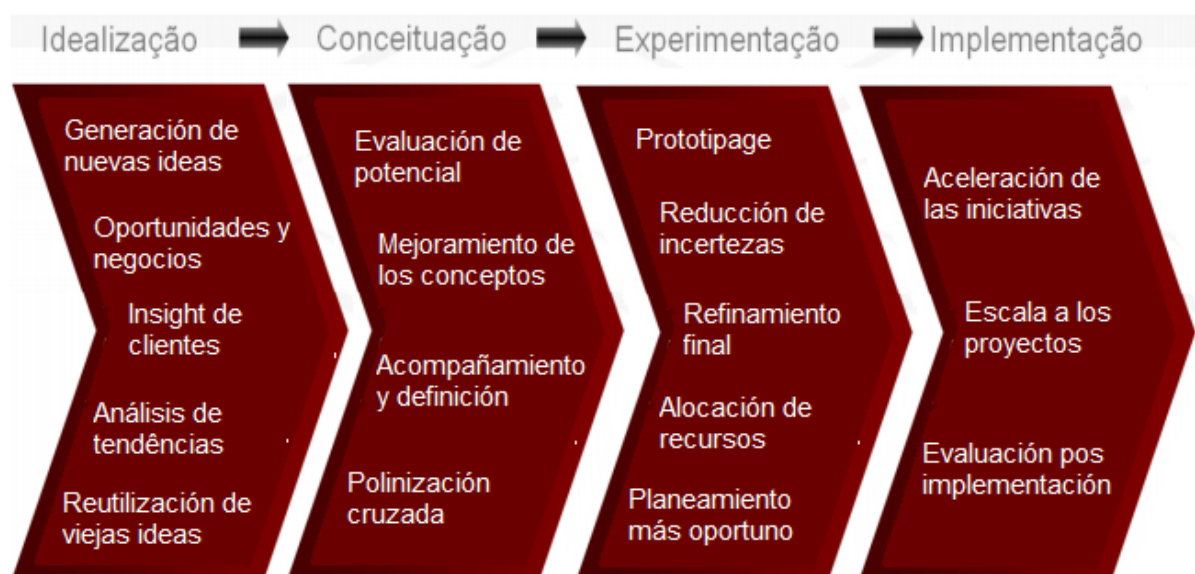 Idealização
Conceituação
Experimentação
Implementação
Generación de
nuevas ideas
Oportunidades y
negocios
Insight de
clientes
Análisis de
tendências
Reutilización de
viejas ideas
Evaluación de
potencial
Mejoramiento de
los conceptos
Acompañamiento
y definición
Polinización
cruzada
Prototipage
Reducción de
incertezas
Refinamiento
final
Alocación de
recursos
Planeamiento
más oportuno
Aceleración de
las iniciativas
Escala a los
proyectos
Evaluación pos
implementación